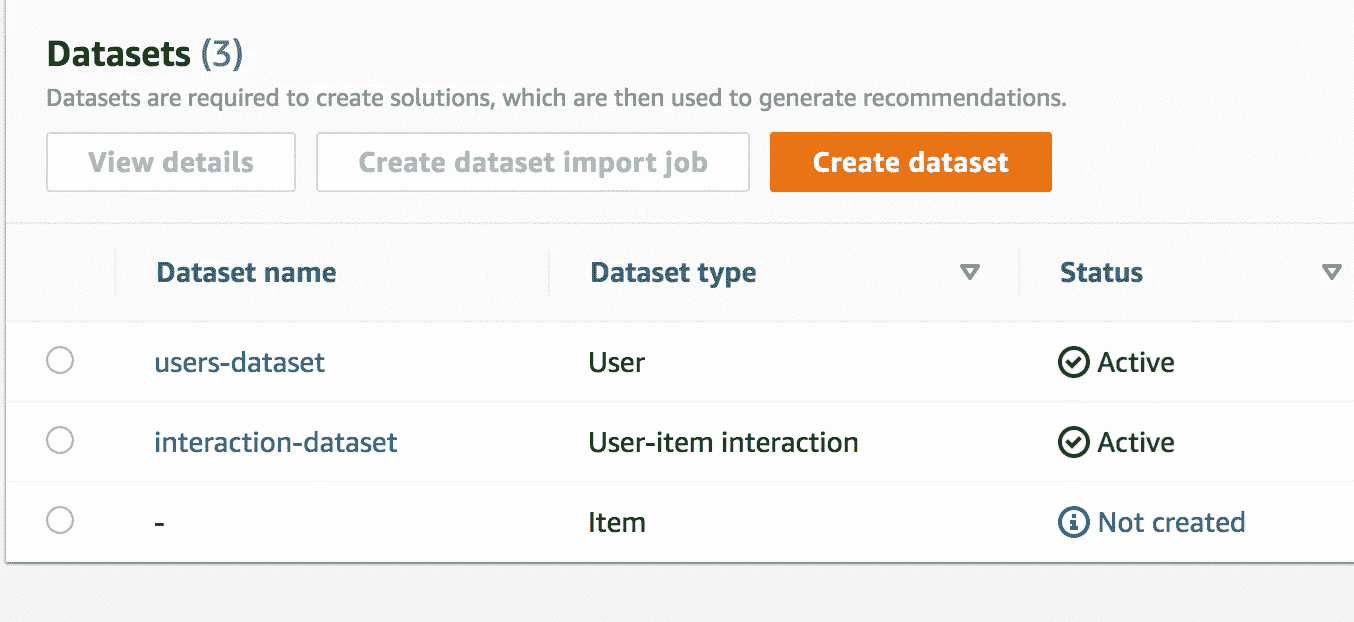 Datasets (3)
Datasets are required to create solutions, which are then used to generate recommendations.
View details Create dataset import job Create dataset
Dataset name Dataset type Status
users-dataset User Active
interaction-dataset User-item interaction Active
- Item Not created